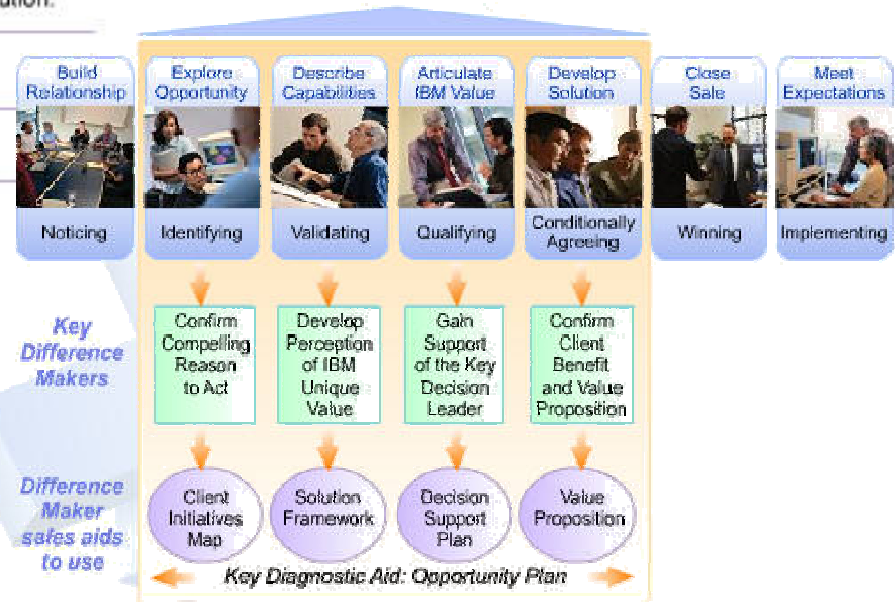 Build
Relationship
Explore
Opportunity
Describe
Capabilities
Articulate
IBM Value
Develop
Solution
Close
Sale
Meet
Expectations
Noticing
Identifying
Validating
Qualifying
Conditionally
Agreeing
Winning
Implementing
Key
Difference
Makers
Confirm
Compelling
Reason
to Act
Develop
Perception
of IBM
Unique
Value
Gain
Support
of the Key
Decision
Leader
Confirm
Client
Benefit
and Value
Proposition
Difference
Maker
sales aids
to use
Client
Initiatives
Map
Solution
Framework
Decision
Support
Plan
Value
Proposition
Key Diagnostic Aid: Opportunity Plan